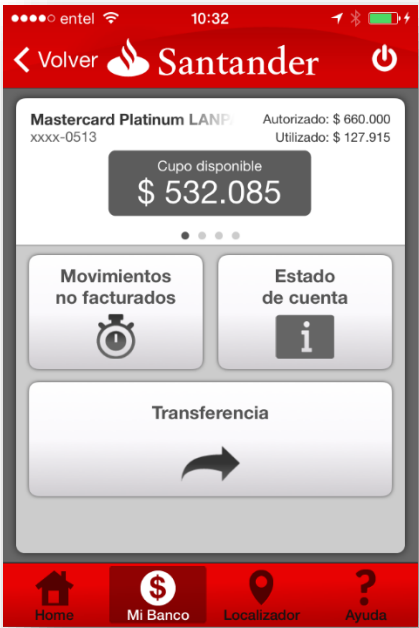 entel 10:32
Volver Santander
Mastercard Platinum LANPA Autorizado: $ 660.000
xxxx-0513 Utilizado: $ 127.915
Cupo disponible
$ 532.085
Movimientos
no facturados
Estado
de cuenta
i
Transferencia
$ ?
Home Mi Banco Localizador Ayuda